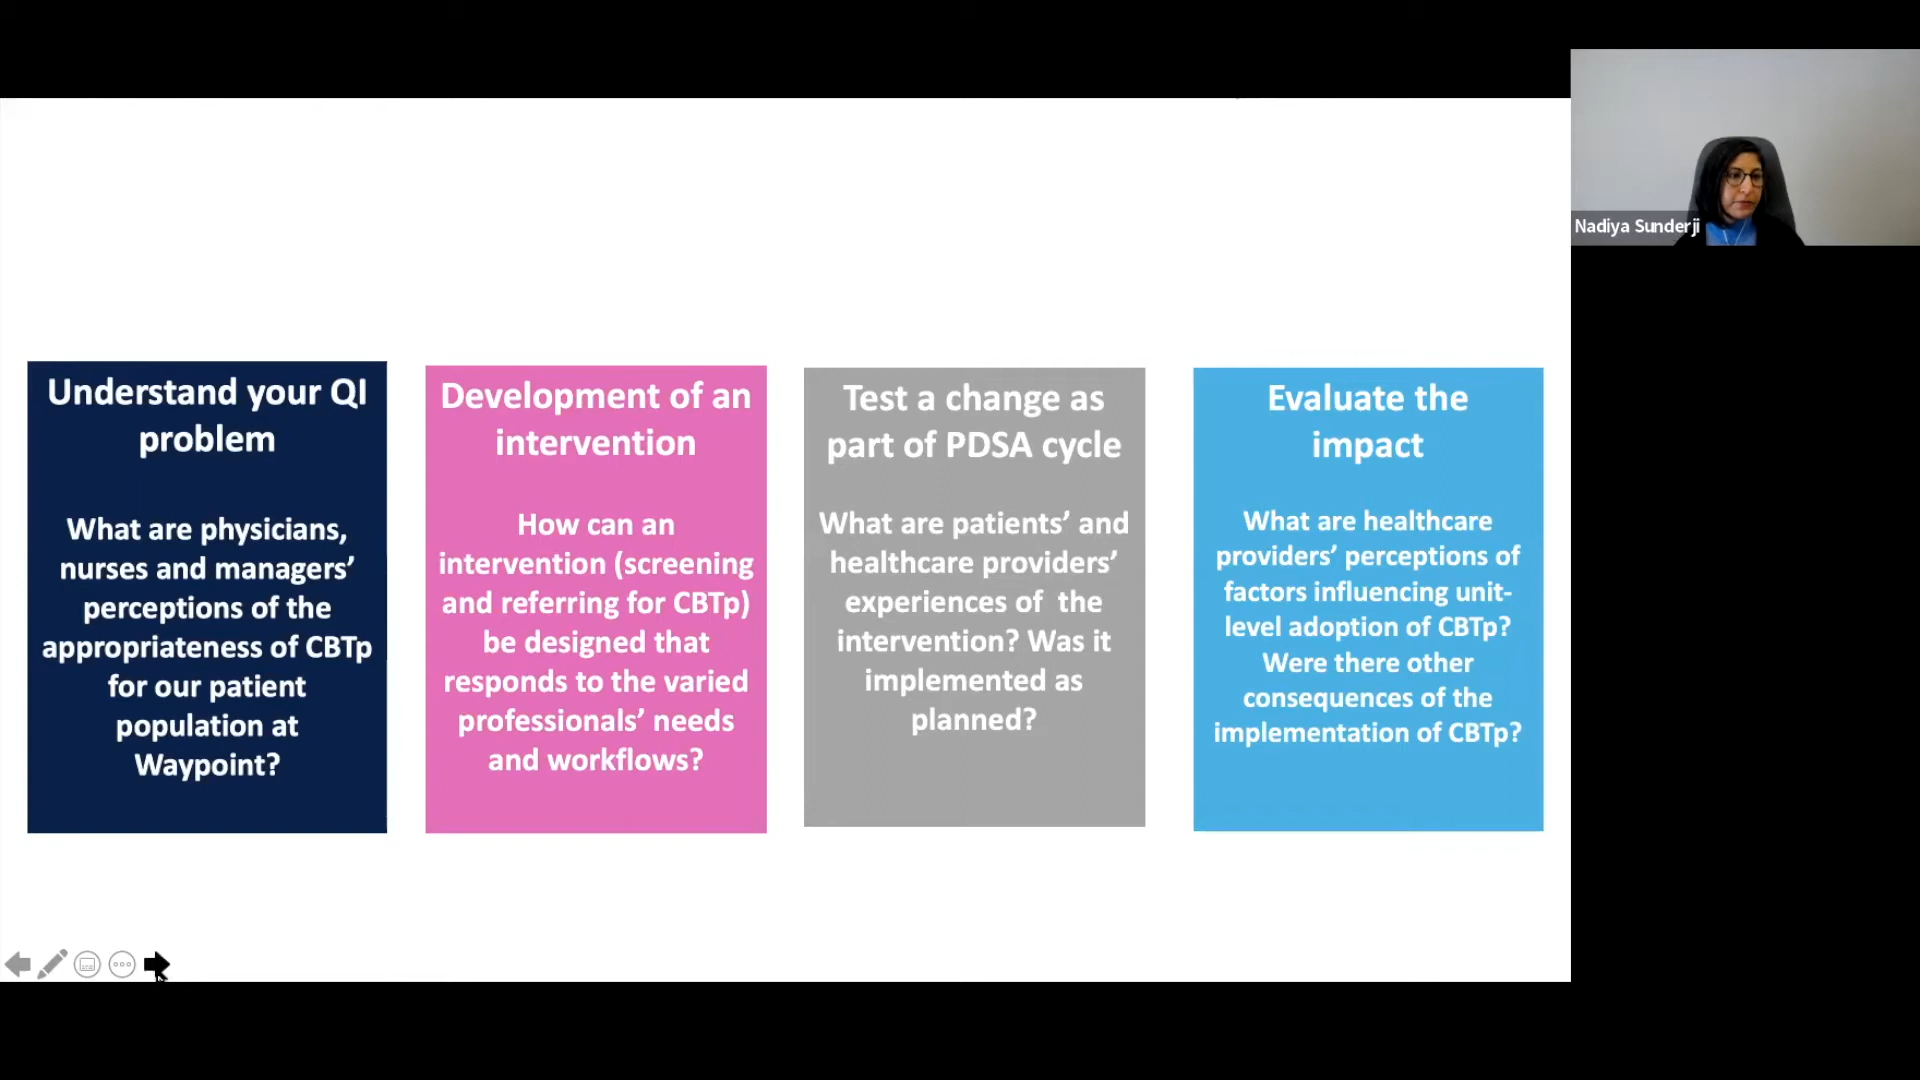 Understand your QI
problem
What are physicians,
nurses and managers’
perceptions of the
appropriateness of CBTp
for our patient
population at
Waypoint?
Development of an
intervention
How can an
intervention (screening
and referring for CBTp)
be designed that
responds to the varied
professionals’ needs
and workflows?
Test a change as
part of PDSA cycle
What are patients’ and
healthcare providers’
experiences of the
intervention? Was it
implemented as
planned?
Evaluate the
impact
What are healthcare
providers’ perceptions of
factors influencing unit-
level adoption of CBTp?
Were there other
consequences of the
implementation of CBTp?
Nadiya Sunderji